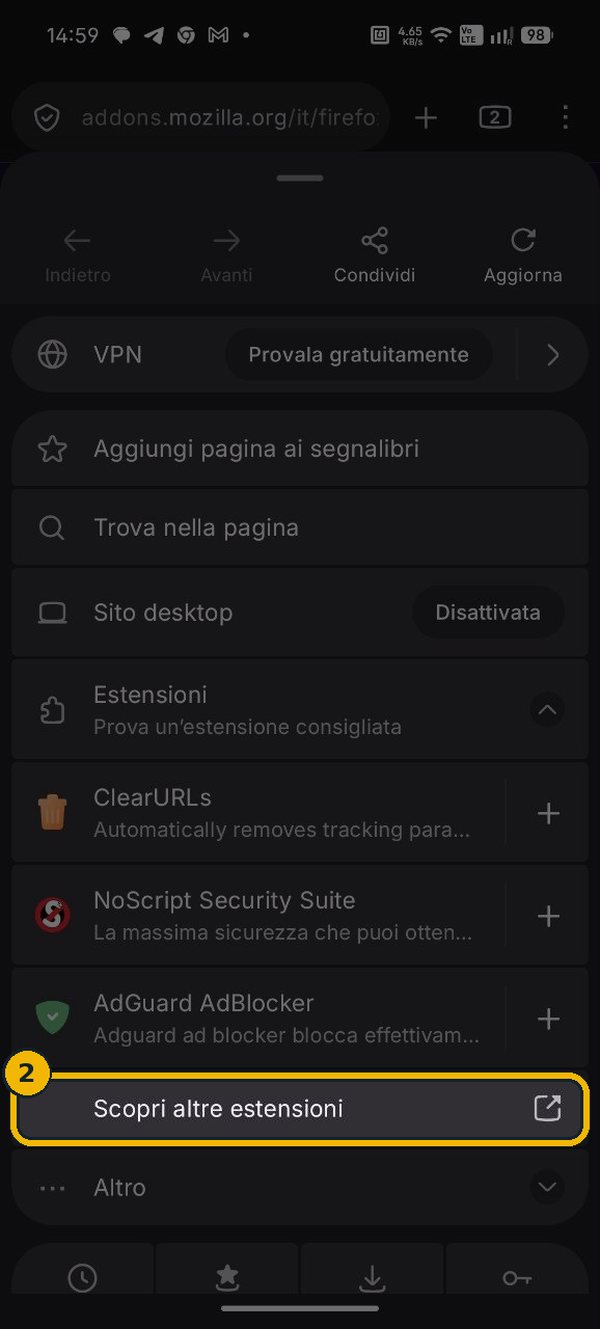 14:59 4.65 KB/s Vo LTE R 98
addons.mozilla.org/it/firefo
2
Indietro Avanti Condividi Aggiorna
VPN Provala gratuitamente
Aggiungi pagina ai segnalibri
Trova nella pagina
Sito desktop Disattivata
Estensioni
Prova un'estensione consigliata
ClearURLs
Automatically removes tracking para...
NoScript Security Suite
La massima sicurezza che puoi otten...
AdGuard AdBlocker
Adguard ad blocker blocca effettivam...
2
Scopri altre estensioni
Altro